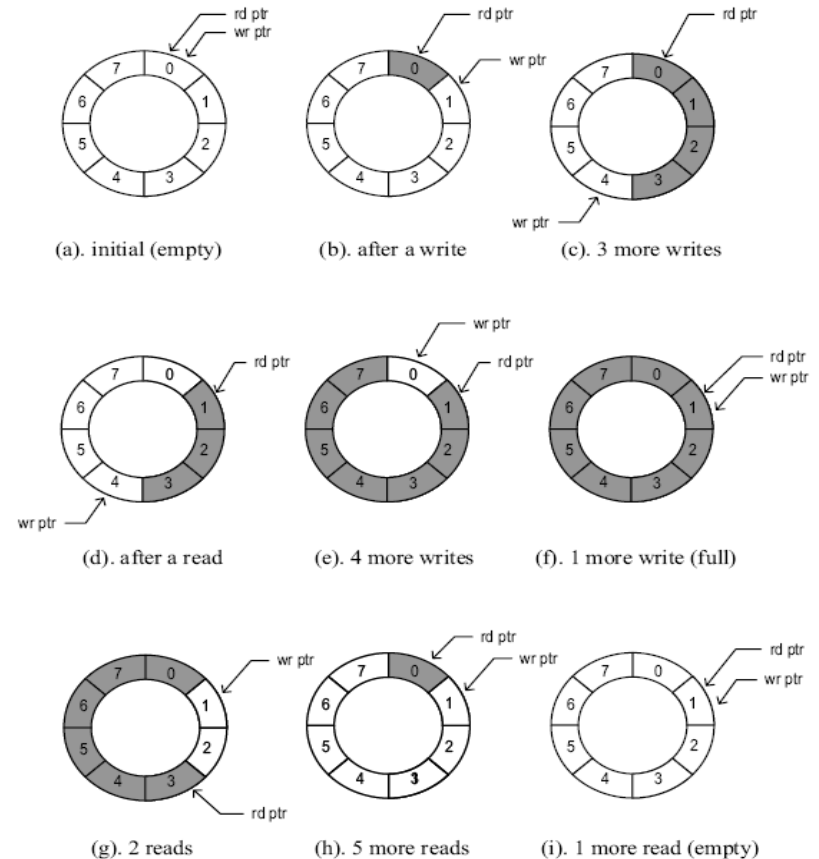 rd ptr
wr ptr
7 0
6 1
5 2
4 3
(a). initial (empty)
rd ptr
wr ptr
7 0
6 1
5 2
4 3
(b). after a write
rd ptr
7 0
6 1
5 2
4 3
wr ptr
(c). 3 more writes
rd ptr
7 0
6 1
5 2
4 3
wr ptr
(d). after a read
wr ptr
rd ptr
7 0
6 1
5 2
4 3
(e). 4 more writes
rd ptr
wr ptr
7 0
6 1
5 2
4 3
(f). 1 more write (full)
wr ptr
7 0
6 1
5 2
4 3
rd ptr
(g). 2 reads
rd ptr
wr ptr
7 0
6 1
5 2
4 3
(h). 5 more reads
rd ptr
wr ptr
7 0
6 1
5 2
4 3
(i). 1 more read (empty)